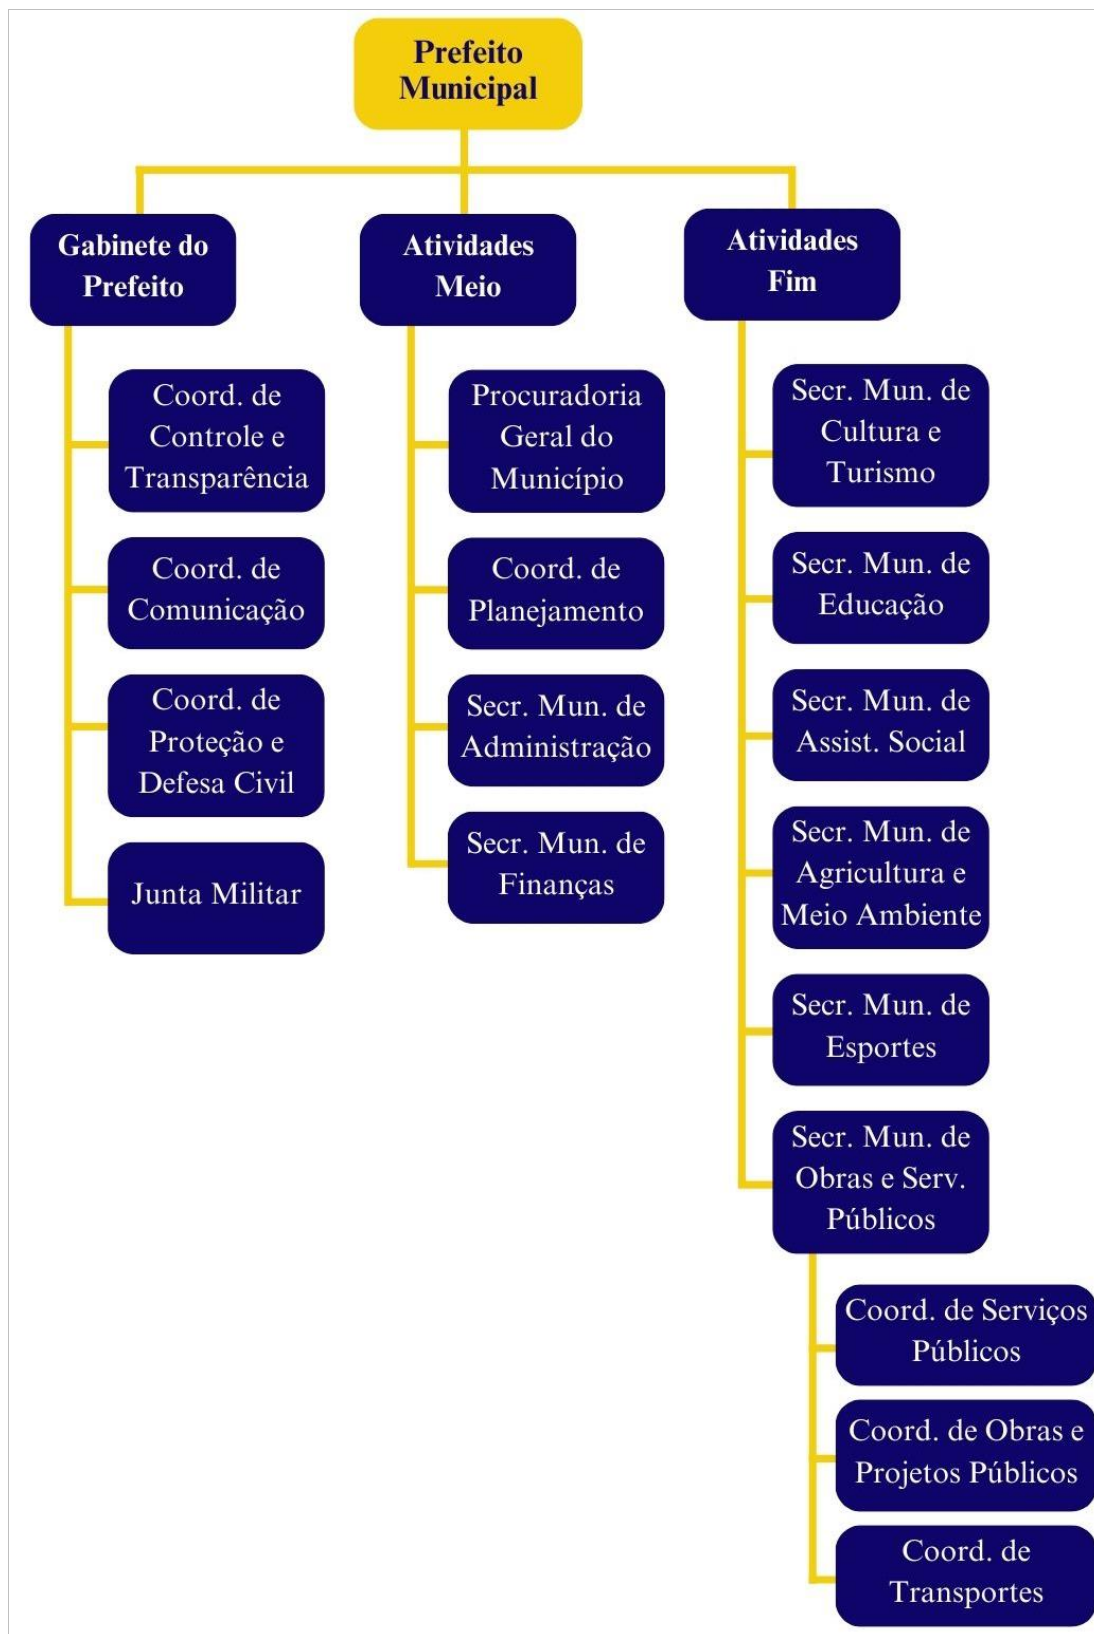 Prefeito
Municipal
Gabinete do
Prefeito
Coord. de
Controle e
Transparência
Coord. de
Comunicação
Coord. de
Proteção e
Defesa Civil
Junta Militar
Atividades
Meio
Procuradoria
Geral do
Município
Coord. de
Planejamento
Secr. Mun. de
Administração
Secr. Mun. de
Finanças
Atividades
Fim
Secr. Mun. de
Cultura e
Turismo
Secr. Mun. de
Educação
Secr. Mun. de
Assist. Social
Secr. Mun. de
Agricultura e
Meio Ambiente
Secr. Mun. de
Esportes
Secr. Mun. de
Obras e Serv.
Públicos
Coord. de Serviços
Públicos
Coord. de Obras e
Projetos Públicos
Coord. de
Transportes